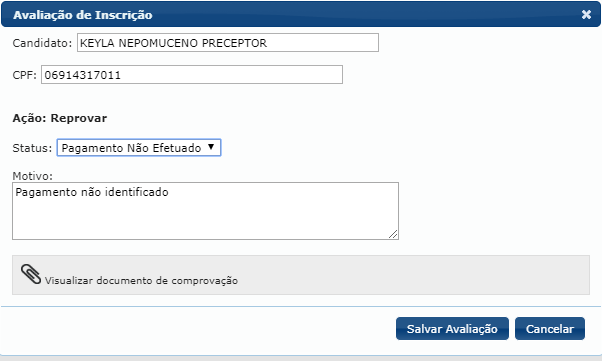 Avaliação de Inscrição
Candidato: KEYLA NEPOMUCENO PRECEPTOR
CPF: 06914317011
Ação: Reprovar
Status: Pagamento Não Efetuado
Motivo:
Pagamento não identificado
Visualizar documento de comprovação
Salvar Avaliação Cancelar